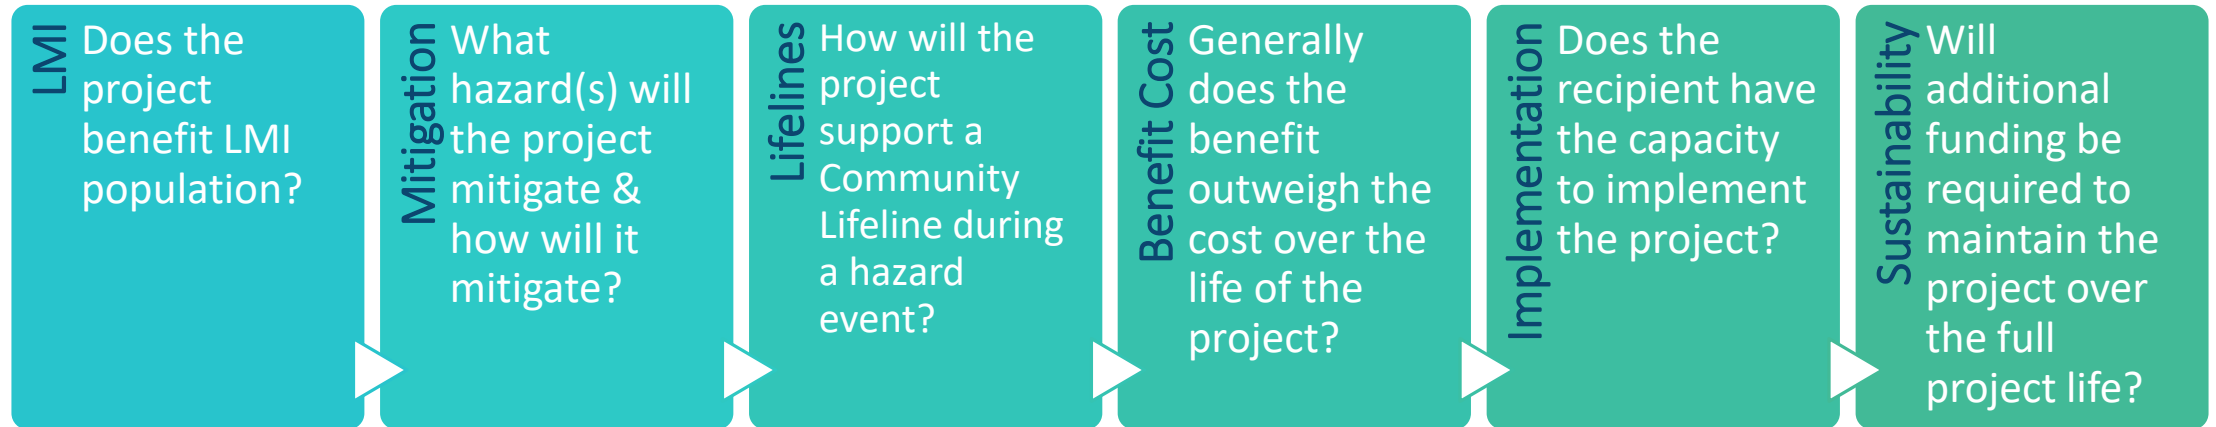 LMI
Does the
project
benefit LMI
population?
Mitigation
What
hazard(s) will
the project
mitigate &
how will it
mitigate?
Lifelines
How will the
project
support a
Community
Lifeline during
a hazard
event?
Benefit Cost
Generally
does the
benefit
outweigh the
cost over the
life of the
project?
Implementation
Does the
recipient have
the capacity
to implement
the project?
Sustainability
Will
additional
funding be
required to
maintain the
project over
the full
project life?